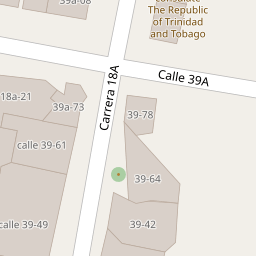 39a-08
Consulate
The Republic
of Trinidad
and Tobago
Calle 39A
Carrera 18A
18a-21
39a-73
39-78
calle 39-61
39-64
calle 39-49
39-42